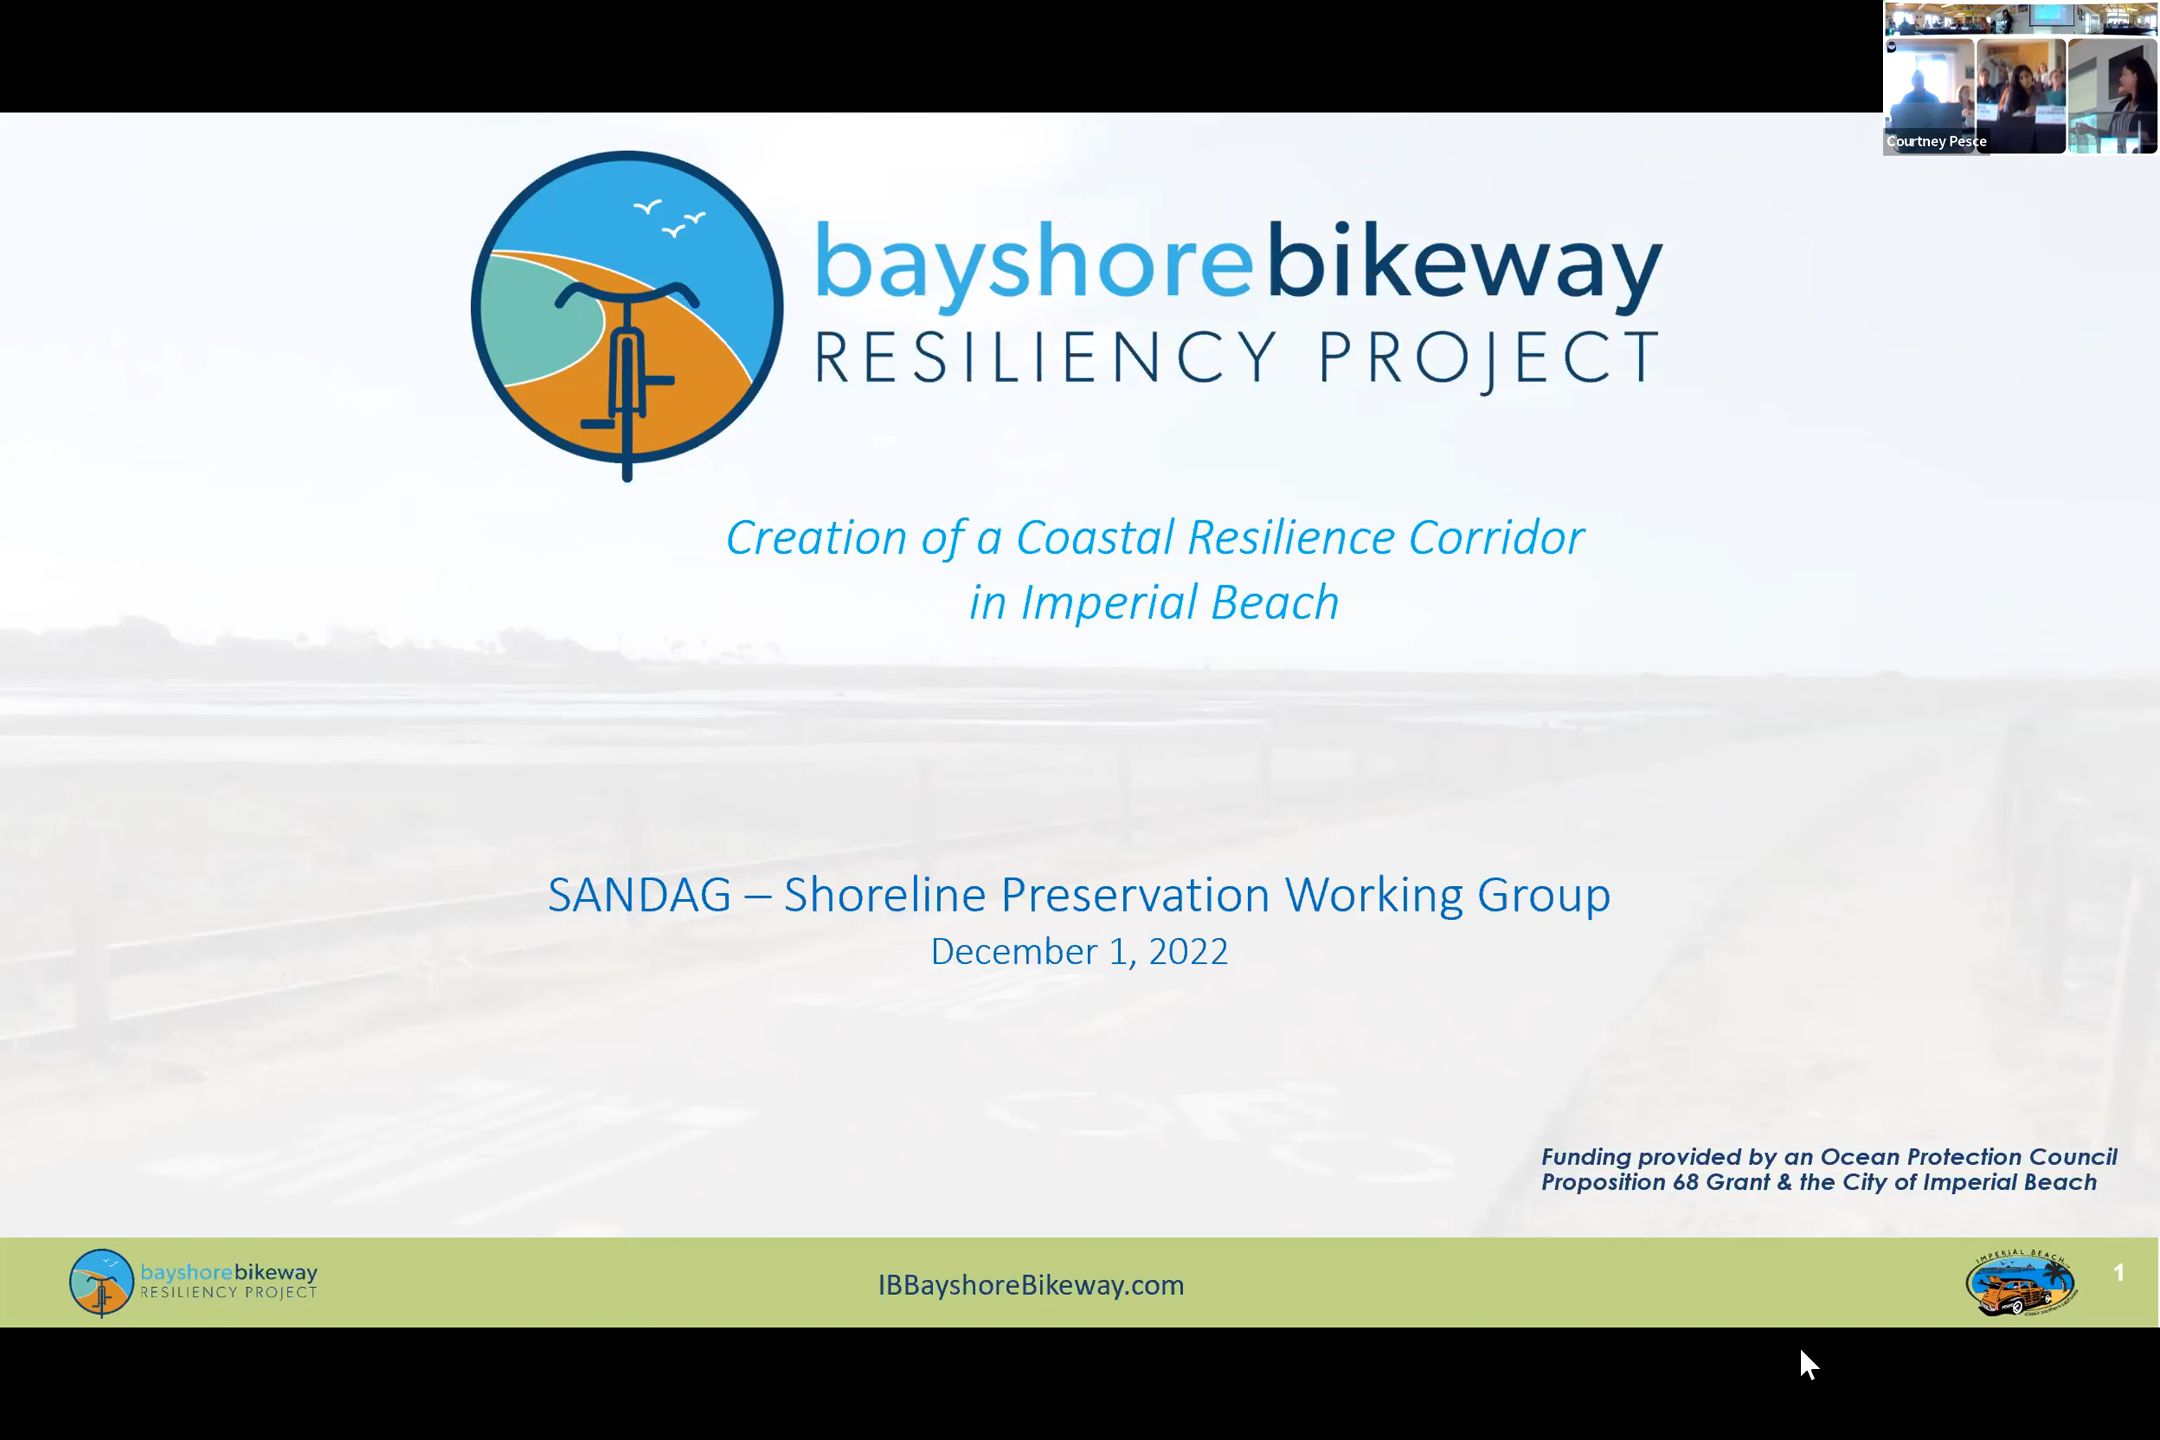 Courtney Pesce
bayshorebikeway
RESILIENCY PROJECT
Creation of a Coastal Resilience Corridor
in Imperial Beach
SANDAG – Shoreline Preservation Working Group
December 1, 2022
Funding provided by an Ocean Protection Council
Proposition 68 Grant & the City of Imperial Beach
bayshorebikeway
RESILIENCY PROJECT
IBBayshoreBikeway.com
IMPERIAL BEACH
1